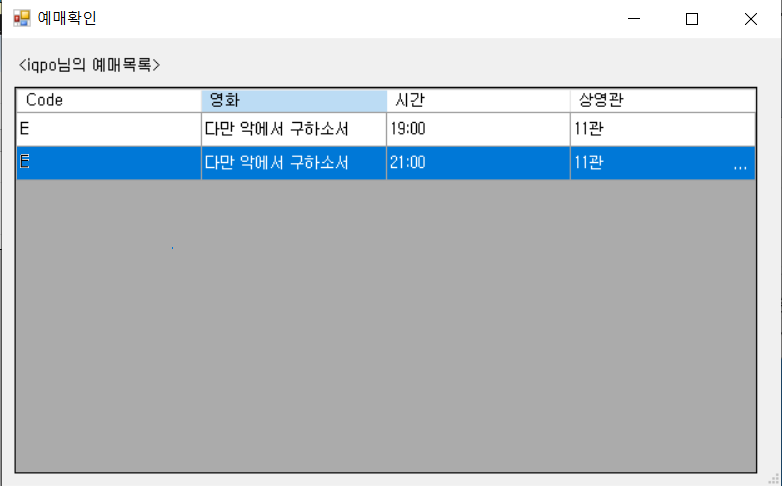 예매확인
<iqpo님의 예매목록>
Code 영화 시간 상영관
E 다만 악에서 구하소서 19:00 11관
E 다만 악에서 구하소서 21:00 11관 ...